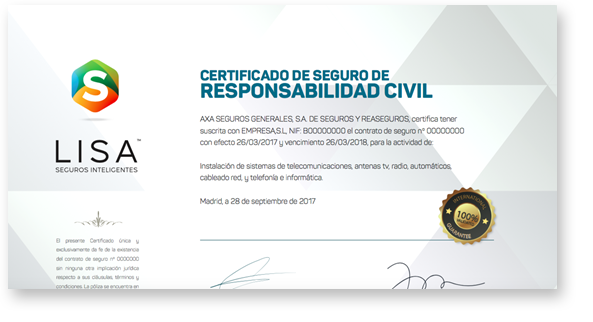 S
LISA™
SEGUROS INTELIGENTES
El presente Certificado única y
exclusivamente da fe de la existencia
del contrato de seguro nº 0000000
sin ninguna otra implicación jurídica
respecto a sus cláusulas, términos y
condiciones. La póliza se encuentra en
CERTIFICADO DE SEGURO DE
RESPONSABILIDAD CIVIL
AXA SEGUROS GENERALES, S.A. DE SEGUROS Y REASEGUROS, certifica tener
suscrita con EMPRESA,S.L, NIF: B00000000 el contrato de seguro nº 00000000
con efecto 26/03/2017 y vencimiento 26/03/2018, para la actividad de:
Instalación de sistemas de telecomunicaciones, antenas tv, radio, automáticos,
cableado red, y telefonía e informática.
Madrid, a 28 de septiembre de 2017
INTERNATIONAL
100%
GUARANTEE